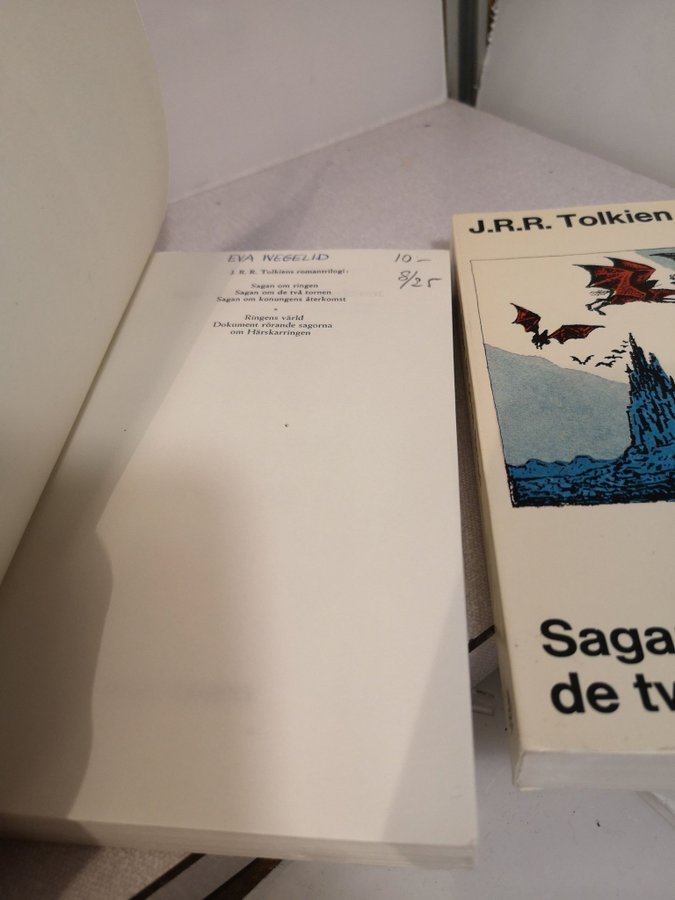 EVA NEGELID
10-
8/25
J. R. R. Tolkiens romantrilogi:
Sagan om ringen
Sagan om de två tornen
Sagan om konungens återkomst
*
Ringens värld
Dokument rörande sagorna
om Härskarringen
J.R.R. Tolkien
Saga
de tv